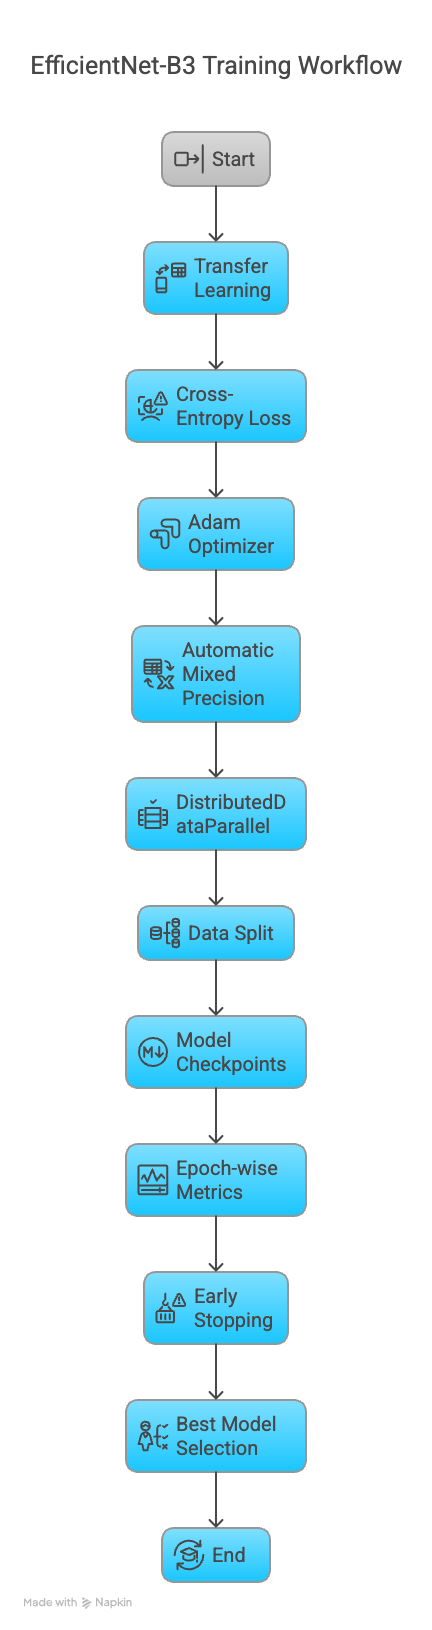 EfficientNet-B3 Training Workflow
Start
Transfer
Learning
Cross-
Entropy Loss
Adam
Optimizer
Automatic
Mixed
Precision
DistributedD
ataParallel
Data Split
Model
Checkpoints
Epoch-wise
Metrics
Early
Stopping
Best Model
Selection
End
Made with Napkin